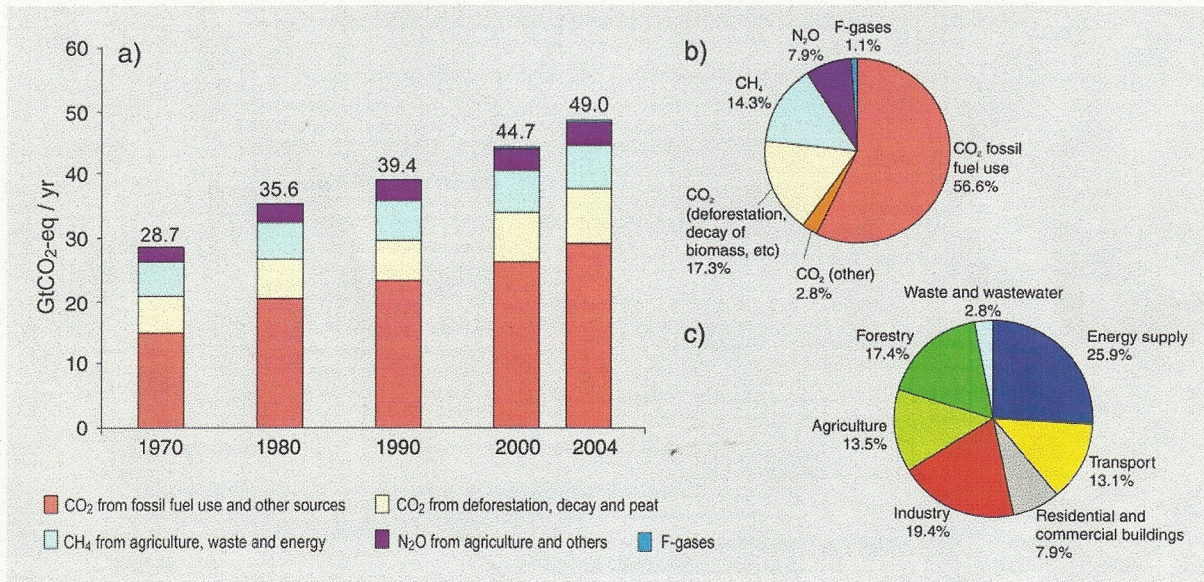 a)
GtCO₂-eq / yr
60
50
40
30
20
10
0
28.7
35.6
39.4
44.7
49.0
1970
1980
1990
2000
2004
CO₂ from fossil fuel use and other sources
CO₂ from deforestation, decay and peat
CH₄ from agriculture, waste and energy
N₂O from agriculture and others
F-gases
b)
F-gases
1.1%
N₂O
7.9%
CH₄
14.3%
CO₂ fossil
fuel use
56.6%
CO₂
(deforestation,
decay of
biomass, etc)
17.3%
CO₂ (other)
2.8%
c)
Waste and wastewater
2.8%
Forestry
17.4%
Energy supply
25.9%
Agriculture
13.5%
Transport
13.1%
Industry
19.4%
Residential and
commercial buildings
7.9%